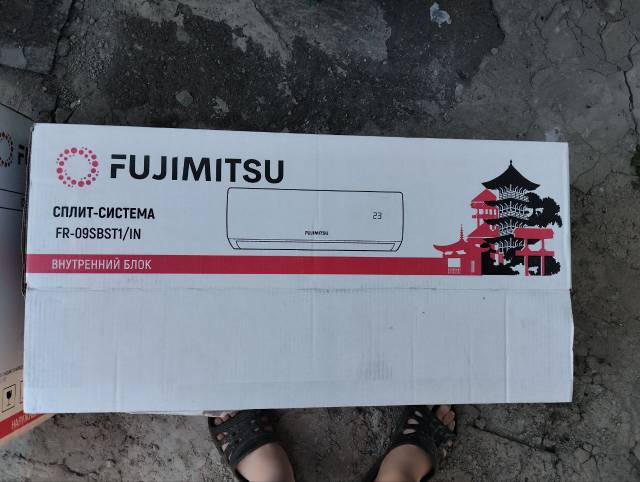 FUJIMITSU
СПЛИТ-СИСТЕМА
FR-09SBST1/IN
23
FUJIMITSU
ВНУТРЕННИЙ БЛОК